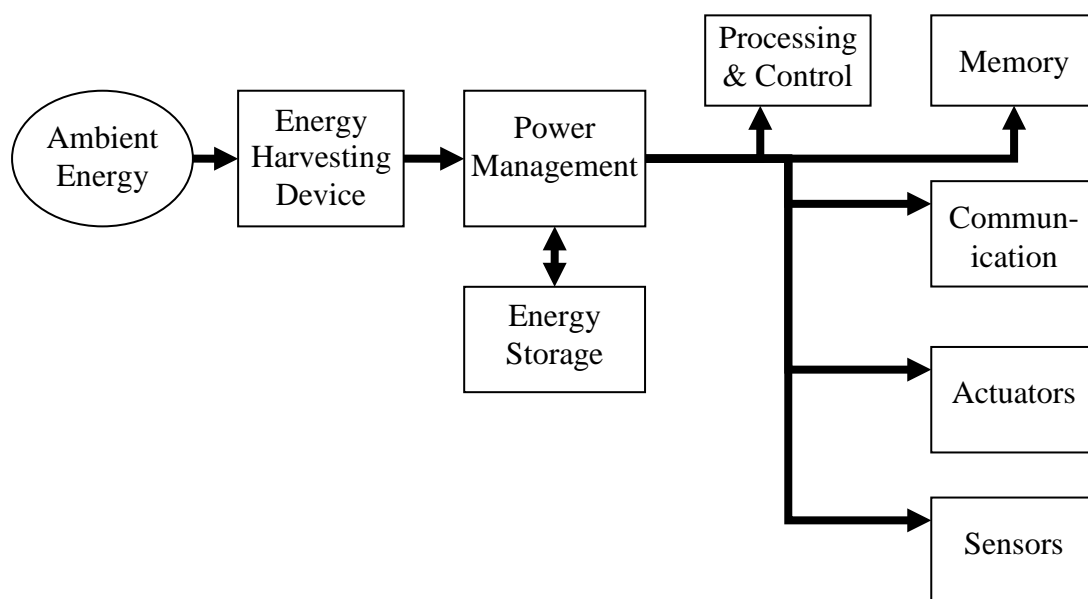 Processing
& Control
Memory
Ambient
Energy
Energy
Harvesting
Device
Power
Management
Commun-
ication
Energy
Storage
Actuators
Sensors